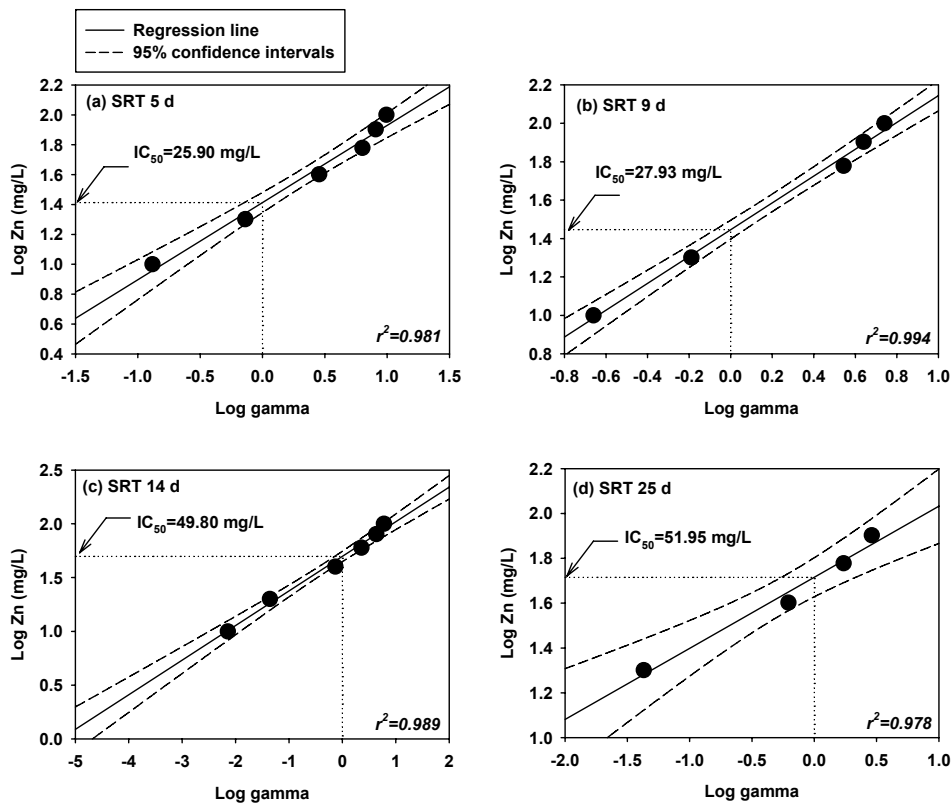 Regression line
95% confidence intervals
(a) SRT 5 d
IC50=25.90 mg/L
r2=0.981
Log Zn (mg/L)
2.2
2.0
1.8
1.6
1.4
1.2
1.0
0.8
0.6
0.4
-1.5 -1.0 -0.5 0.0 0.5 1.0 1.5
Log gamma
(b) SRT 9 d
IC50=27.93 mg/L
r2=0.994
Log Zn (mg/L)
2.2
2.0
1.8
1.6
1.4
1.2
1.0
0.8
-0.8 -0.6 -0.4 -0.2 0.0 0.2 0.4 0.6 0.8 1.0
Log gamma
(c) SRT 14 d
IC50=49.80 mg/L
r2=0.989
Log Zn (mg/L)
2.5
2.0
1.5
1.0
0.5
0.0
-5 -4 -3 -2 -1 0 1 2
Log gamma
(d) SRT 25 d
IC50=51.95 mg/L
r2=0.978
Log Zn (mg/L)
2.2
2.0
1.8
1.6
1.4
1.2
1.0
-2.0 -1.5 -1.0 -0.5 0.0 0.5 1.0
Log gamma